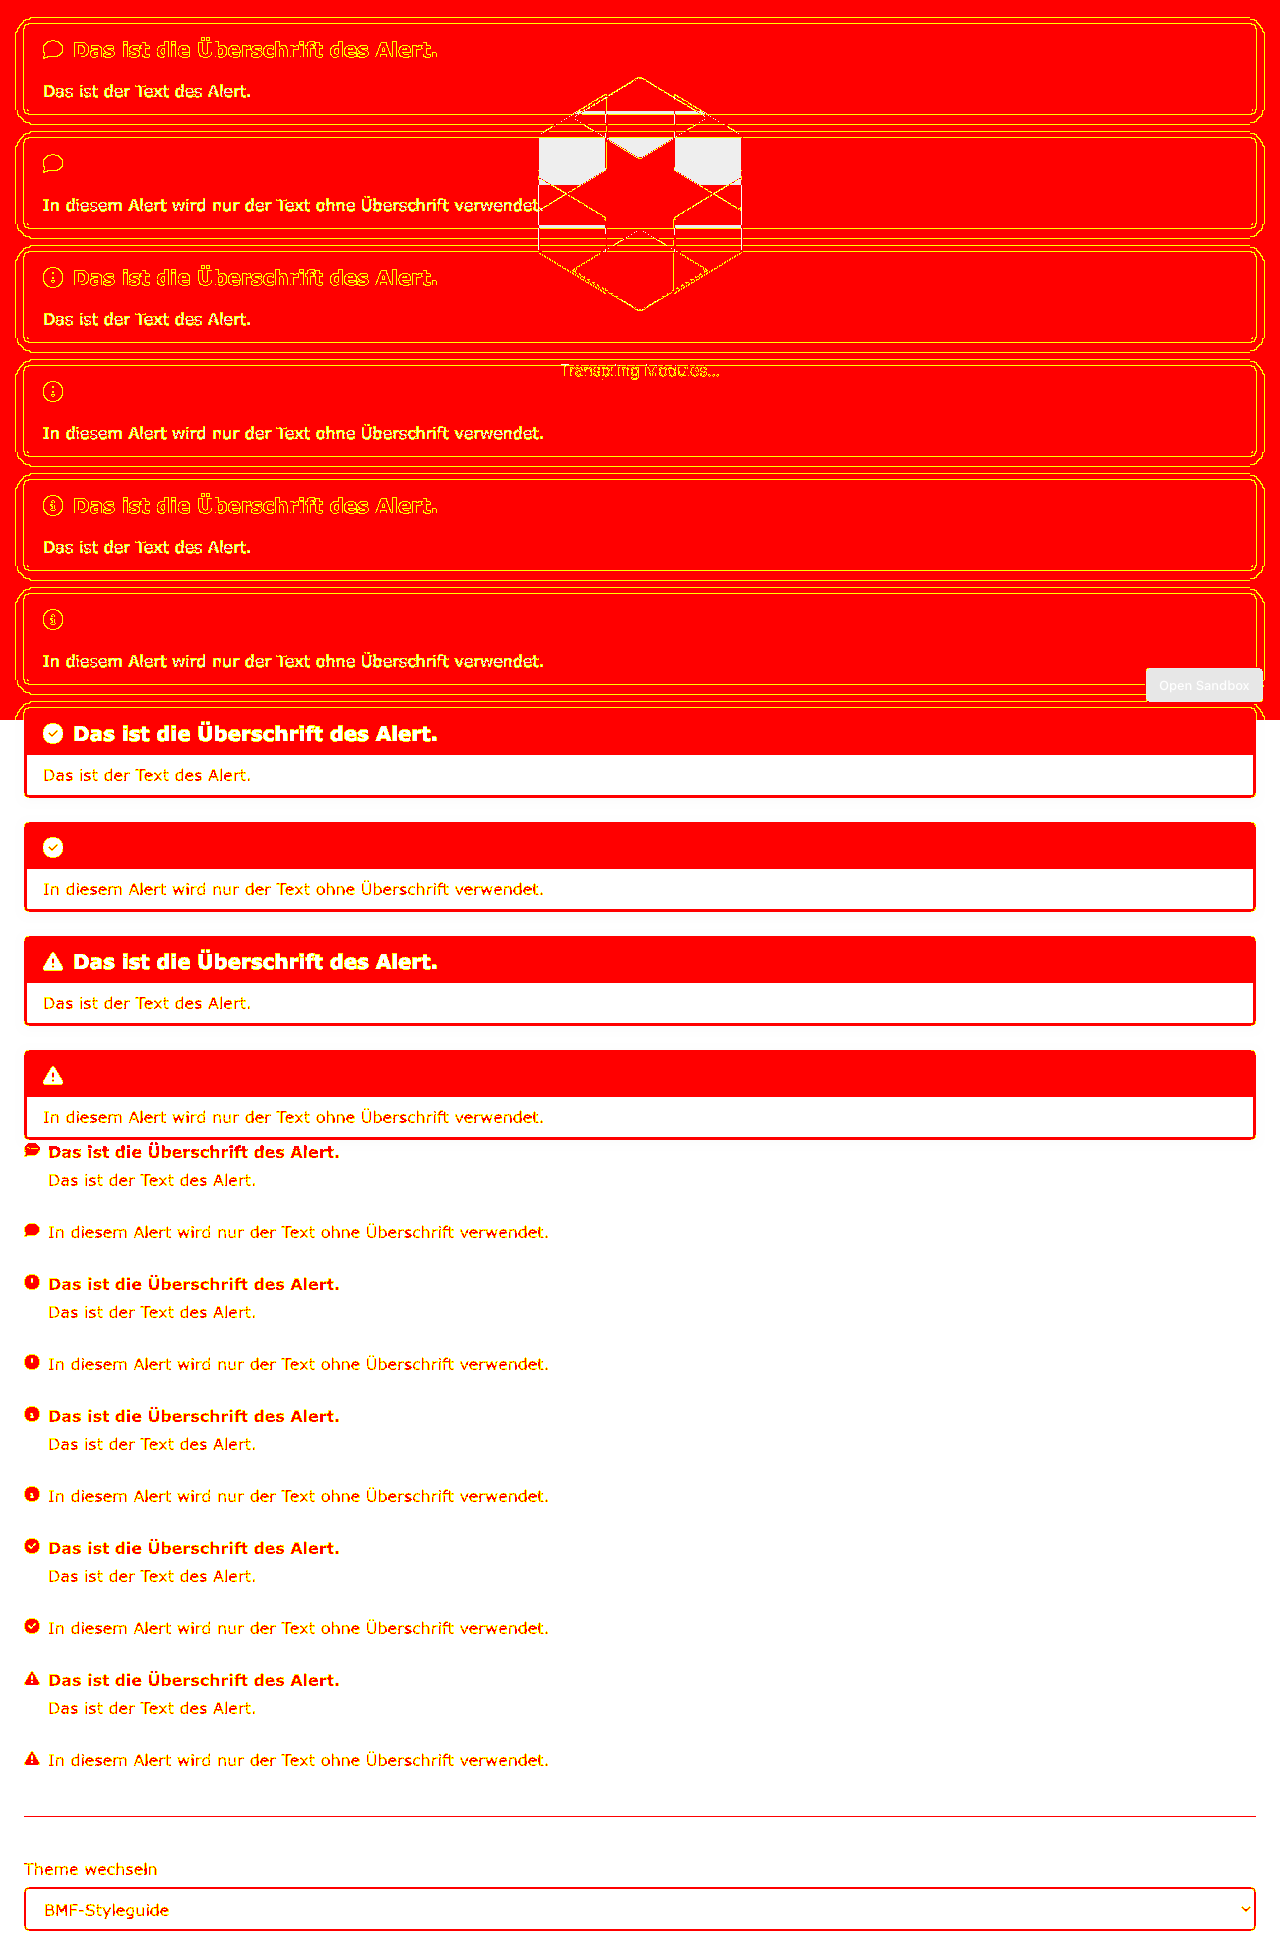 Das ist die Überschrift des Alert.
Das ist der Text des Alert.
In diesem Alert wird nur der Text ohne Überschrift verwendet.
Das ist die Überschrift des Alert.
Das ist der Text des Alert.
Transpiling Modules...
In diesem Alert wird nur der Text ohne Überschrift verwendet.
Das ist die Überschrift des Alert.
Das ist der Text des Alert.
In diesem Alert wird nur der Text ohne Überschrift verwendet.
Open Sandbox
Das ist die Überschrift des Alert.
Das ist der Text des Alert.
In diesem Alert wird nur der Text ohne Überschrift verwendet.
Das ist die Überschrift des Alert.
Das ist der Text des Alert.
In diesem Alert wird nur der Text ohne Überschrift verwendet.
Das ist die Überschrift des Alert.
Das ist der Text des Alert.
In diesem Alert wird nur der Text ohne Überschrift verwendet.
Das ist die Überschrift des Alert.
Das ist der Text des Alert.
In diesem Alert wird nur der Text ohne Überschrift verwendet.
Das ist die Überschrift des Alert.
Das ist der Text des Alert.
In diesem Alert wird nur der Text ohne Überschrift verwendet.
Das ist die Überschrift des Alert.
Das ist der Text des Alert.
In diesem Alert wird nur der Text ohne Überschrift verwendet.
Das ist die Überschrift des Alert.
Das ist der Text des Alert.
In diesem Alert wird nur der Text ohne Überschrift verwendet.
Theme wechseln
BMF-Styleguide